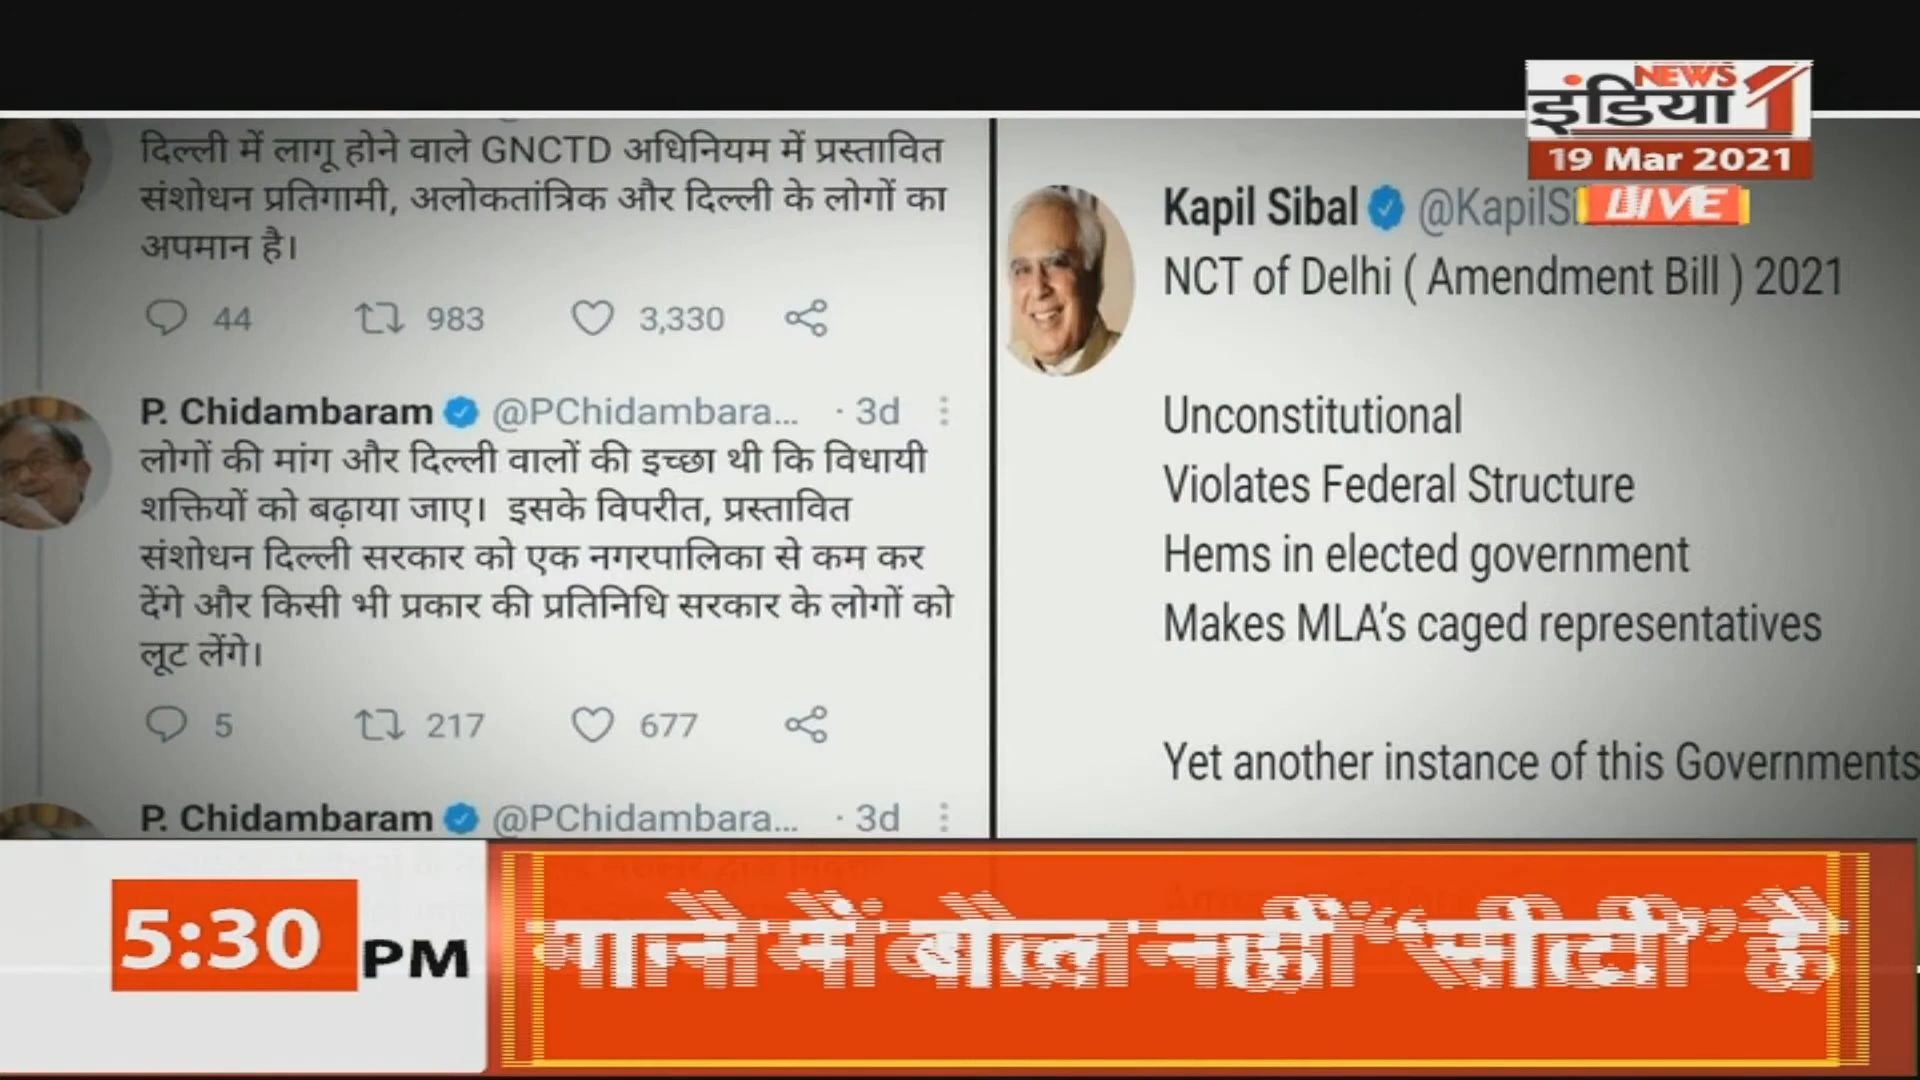 NEWS
इंडिया 1
19 Mar 2021
LIVE
दिल्ली में लागू होने वाले GNCTD अधिनियम में प्रस्तावित
संशोधन प्रतिगामी, अलोकतांत्रिक और दिल्ली के लोगों का
अपमान है।
44 983 3,330
P. Chidambaram @PChidambara... · 3d
लोगों की मांग और दिल्ली वालों की इच्छा थी कि विधायी
शक्तियों को बढ़ाया जाए। इसके विपरीत, प्रस्तावित
संशोधन दिल्ली सरकार को एक नगरपालिका से कम कर
देंगे और किसी भी प्रकार की प्रतिनिधि सरकार के लोगों को
लूट लेंगे।
5 217 677
P. Chidambaram @PChidambara... · 3d
Kapil Sibal @KapilSi
NCT of Delhi ( Amendment Bill ) 2021
Unconstitutional
Violates Federal Structure
Hems in elected government
Makes MLA's caged representatives
Yet another instance of this Governments
5:30 PM
गाने में बोल नहीं "सीटी" है